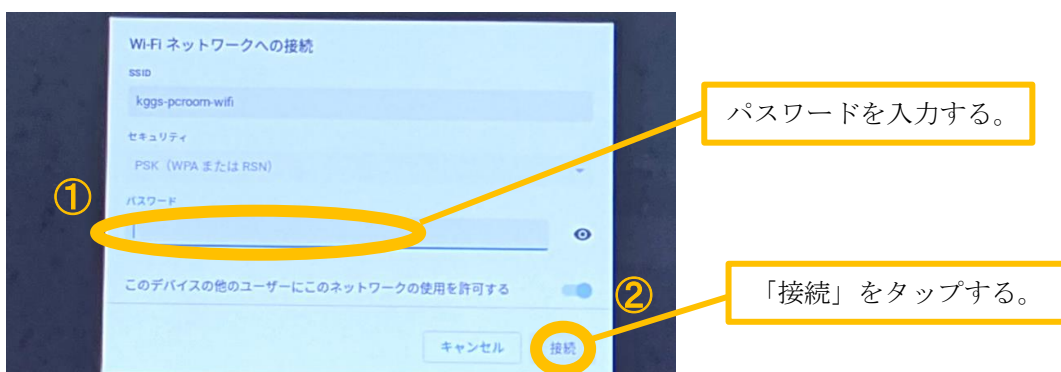 Wi-Fi ネットワークへの接続
SSID
kggs-pcroom-wifi
セキュリティ
PSK（WPA または RSN）
パスワード
①
パスワードを入力する。
このデバイスの他のユーザーにこのネットワークの使用を許可する
②
「接続」をタップする。
キャンセル
接続